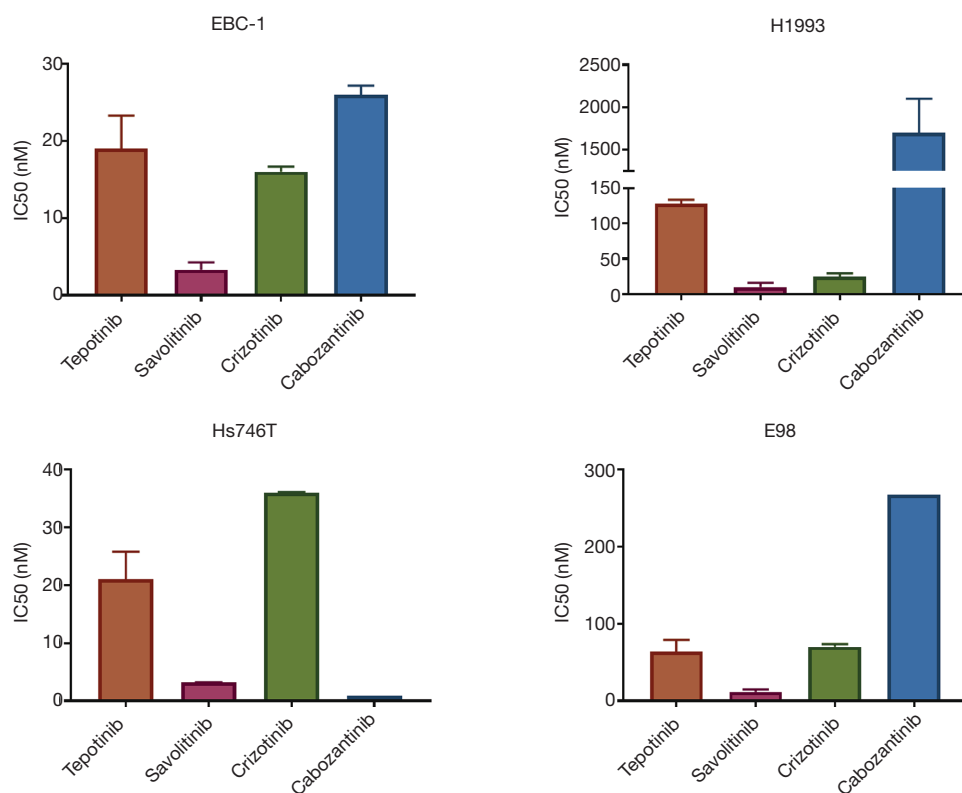 EBC-1
IC50 (nM)
30
20
10
0
Tepotinib
Savolitinib
Crizotinib
Cabozantinib
H1993
IC50 (nM)
2500
2000
1500
150
100
50
0
Tepotinib
Savolitinib
Crizotinib
Cabozantinib
Hs746T
IC50 (nM)
40
30
20
10
0
Tepotinib
Savolitinib
Crizotinib
Cabozantinib
E98
IC50 (nM)
300
200
100
0
Tepotinib
Savolitinib
Crizotinib
Cabozantinib